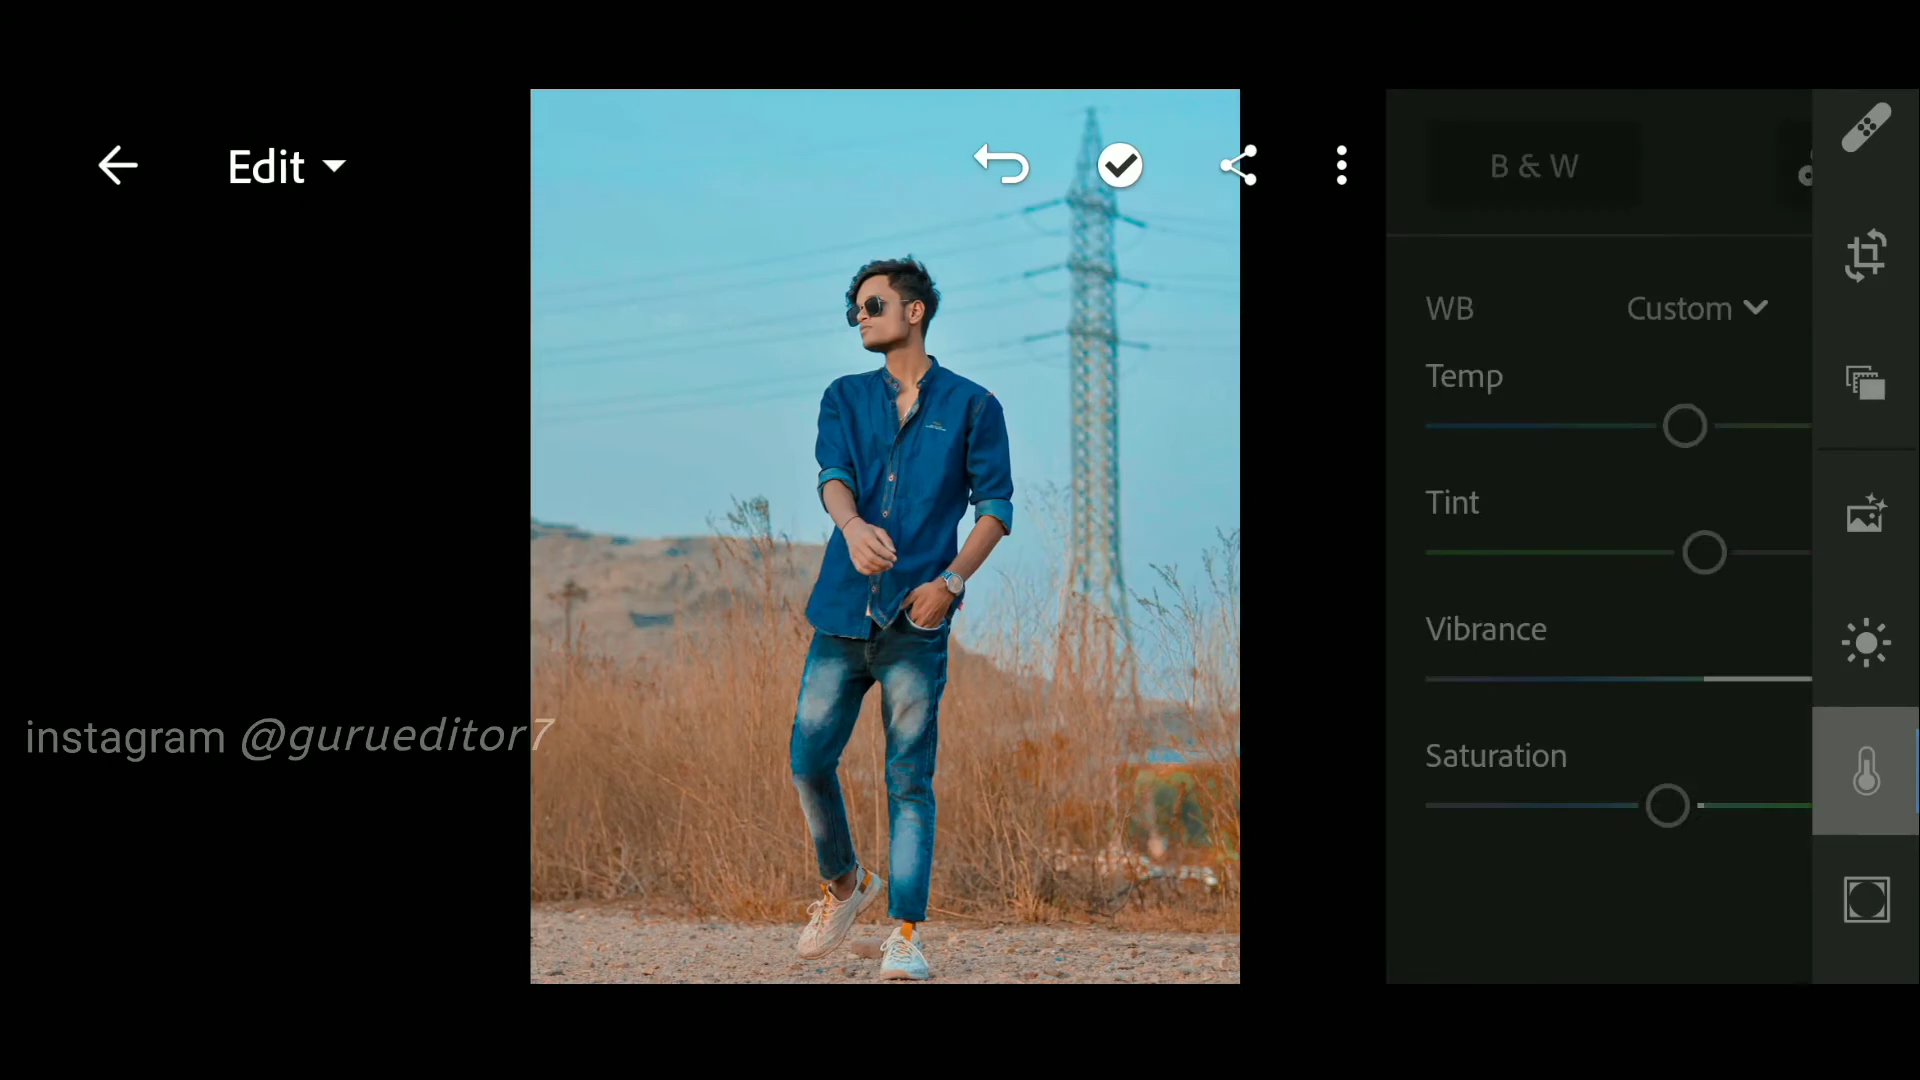 Edit
B & W
WB Custom
Temp
Tint
Vibrance
instagram @gurueditor7
Saturation